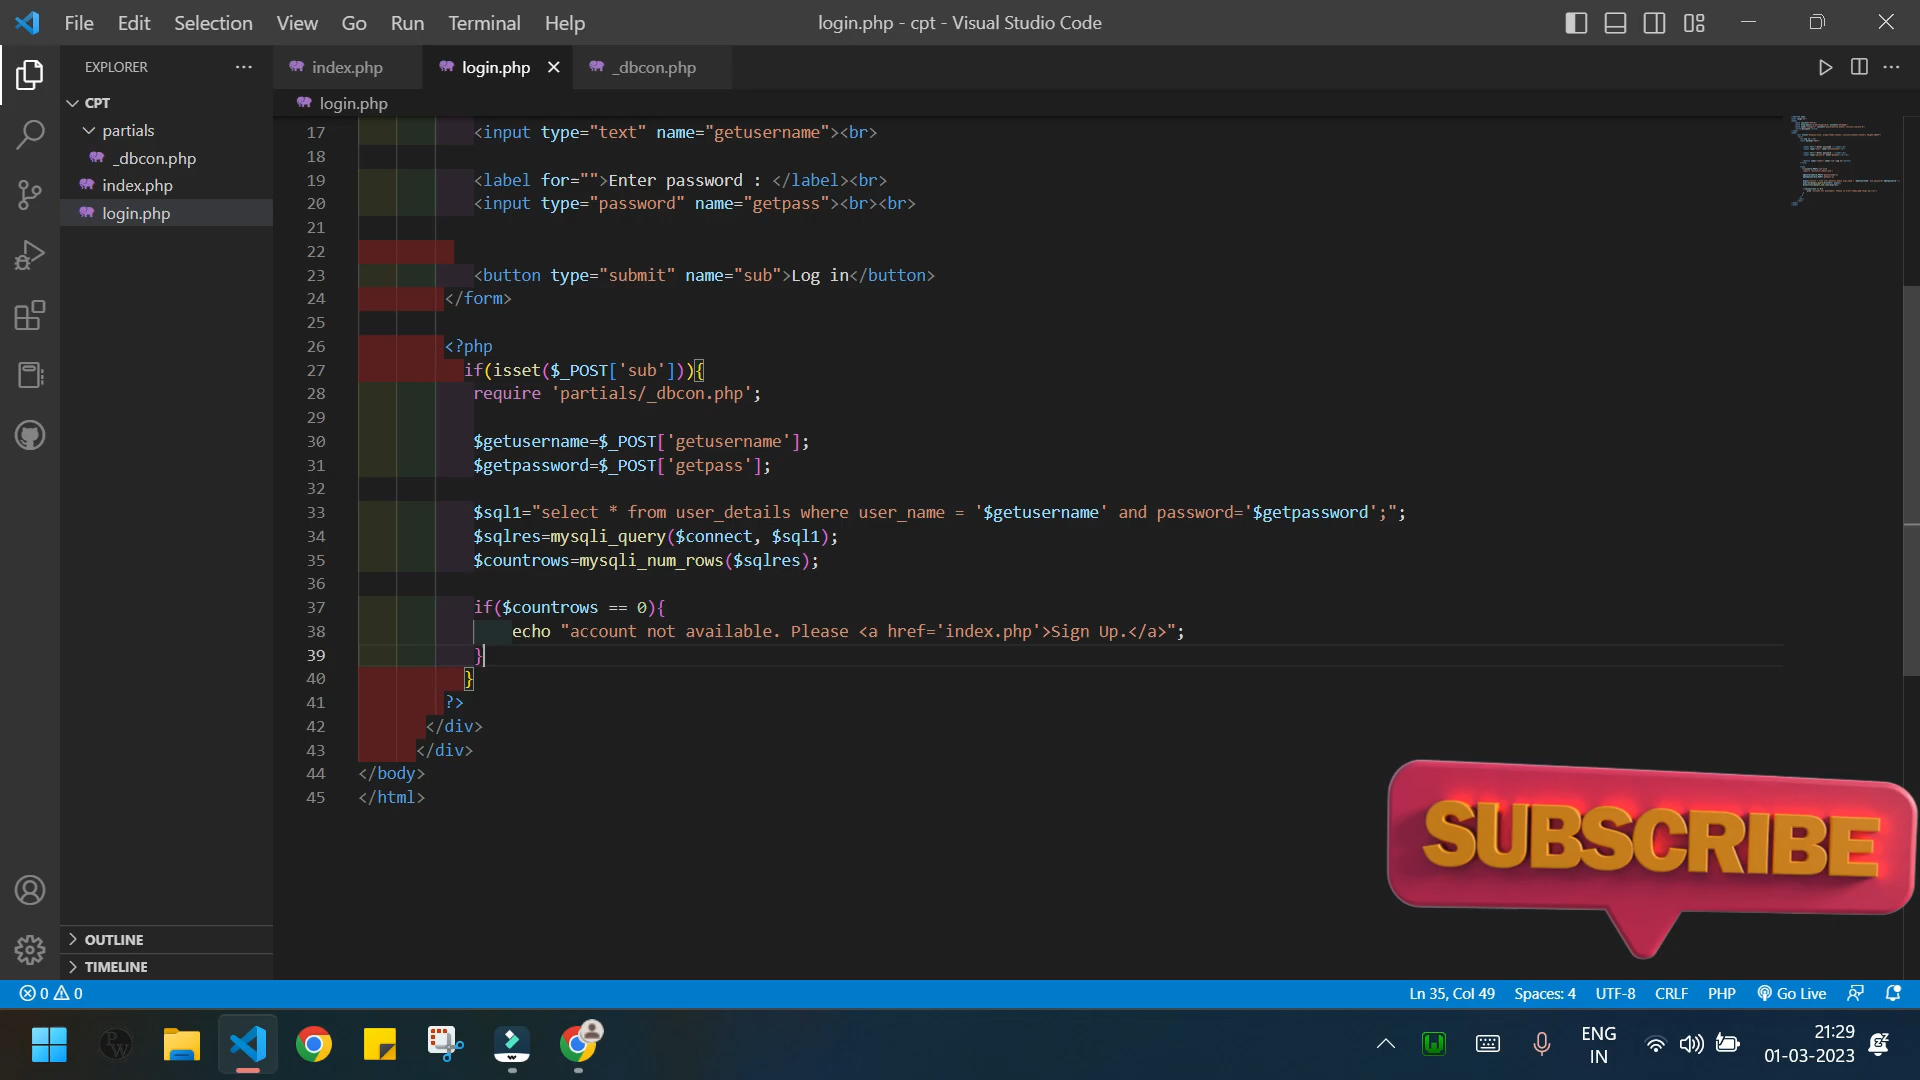 File Edit Selection View Go Run Terminal Help
login.php - cpt - Visual Studio Code
EXPLORER
CPT
partials
_dbcon.php
index.php
login.php
OUTLINE
TIMELINE
index.php
login.php
_dbcon.php
login.php
17 <input type="text" name="getusername"><br>
18
19 <label for="">Enter password : </label><br>
20 <input type="password" name="getpass"><br><br>
21
22
23 <button type="submit" name="sub">Log in</button>
24 </form>
25
26 <?php
27 if(isset($_POST['sub'])){
28 require 'partials/_dbcon.php';
29
30 $getusername=$_POST['getusername'];
31 $getpassword=$_POST['getpass'];
32
33 $sql1="select * from user_details where user_name = '$getusername' and password='$getpassword';";
34 $sqlres=mysqli_query($connect, $sql1);
35 $countrows=mysqli_num_rows($sqlres);
36
37 if($countrows == 0){
38 echo "account not available. Please <a href='index.php'>Sign Up.</a>";
39 }
40 }
41 ?>
42 </div>
43 </div>
44 </body>
45 </html>
SUBSCRIBE
0 0
Ln 35, Col 49 Spaces: 4 UTF-8 CRLF PHP Go Live
ENG
IN
21:29
01-03-2023